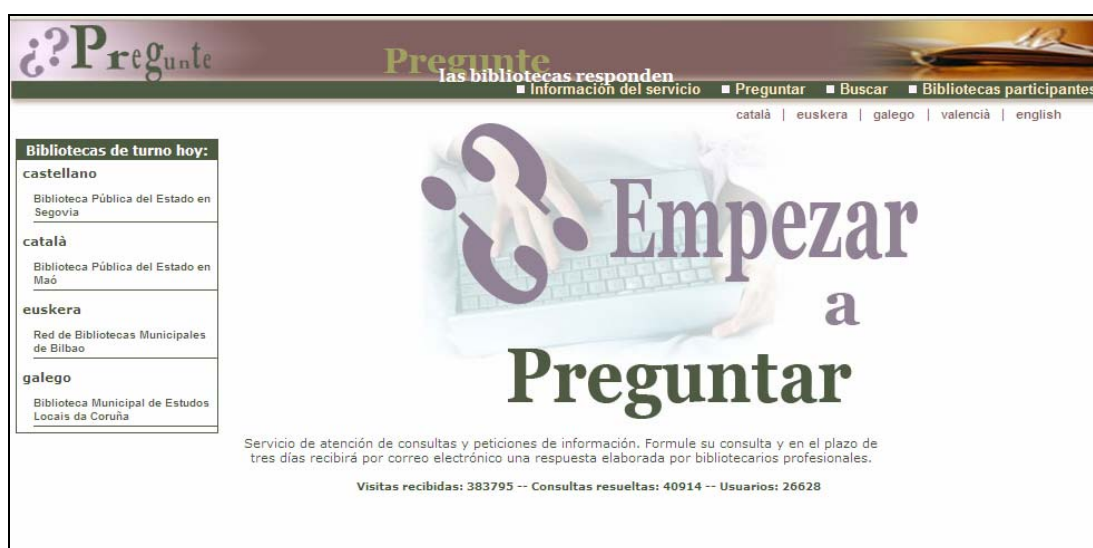 ¿?Pregunte
Pregunte
las bibliotecas responden
Información del servicio Preguntar Buscar Bibliotecas participantes
català | euskera | galego | valencià | english
Bibliotecas de turno hoy:
castellano
Biblioteca Pública del Estado en
Segovia
català
Biblioteca Pública del Estado en
Maó
euskera
Red de Bibliotecas Municipales
de Bilbao
galego
Biblioteca Municipal de Estudos
Locais da Coruña
¿?
Empezar
a
Preguntar
Servicio de atención de consultas y peticiones de información. Formule su consulta y en el plazo de
tres días recibirá por correo electrónico una respuesta elaborada por bibliotecarios profesionales.
Visitas recibidas: 383795 -- Consultas resueltas: 40914 -- Usuarios: 26628